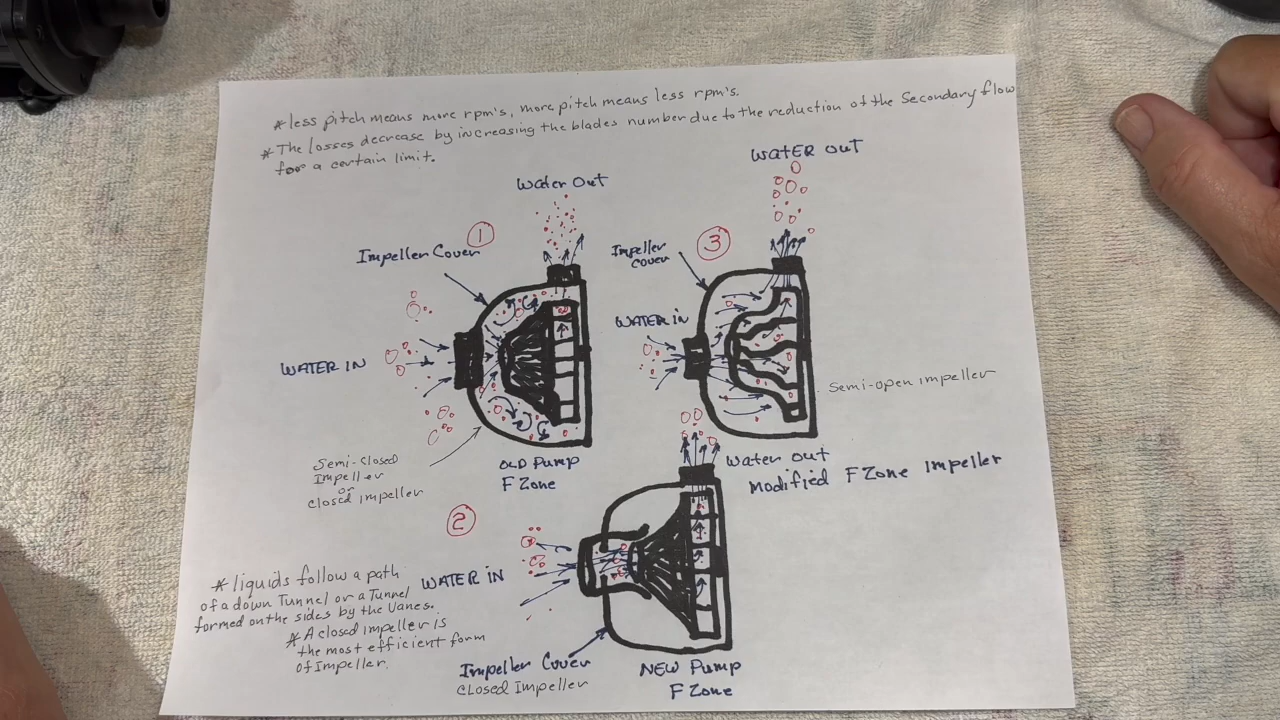 * less pitch means more rpm's, more pitch means less rpm's.
* The losses decrease by increasing the blades number due to the reduction of the Secondary flow
for a certain limit.
Water Out
1
Impeller Cover
WATER IN
Semi-closed
Impeller
or
closed impeller
OLD PUMP
F Zone
WATER OUT
3
Impeller
cover
WATER IN
Semi-open impeller
Water out
Modified F Zone Impeller
2
WATER IN
Impeller Cover
closed Impeller
NEW PUMP
F Zone
* liquids follow a path
of a down Tunnel or a Tunnel
formed on the sides by the Vanes.
* A closed impeller is
the most efficient form
of Impeller.